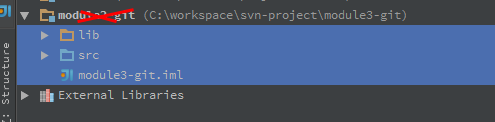 module3-git (C:\workspace\svn-project\module3-git)
lib
src
module3-git.iml
External Libraries
Structure